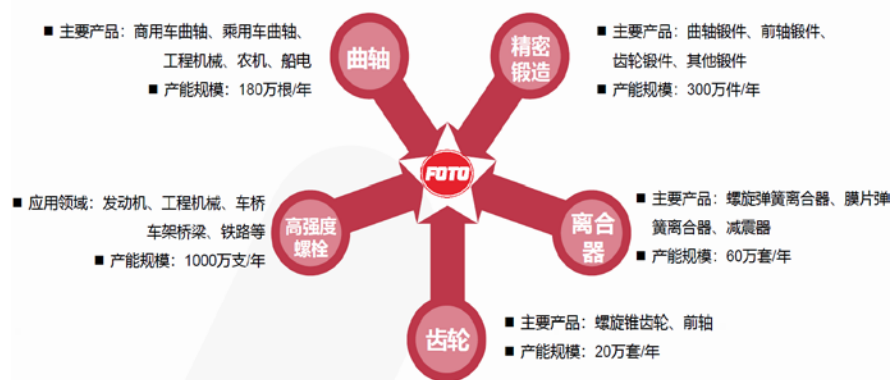 ■ 主要产品：商用车曲轴、乘用车曲轴、
工程机械、农机、船电
■ 产能规模：180万根/年
曲轴
精密
锻造
■ 主要产品：曲轴锻件、前轴锻件、
齿轮锻件、其他锻件
■ 产能规模：300万件/年
FOTO
■ 应用领域：发动机、工程机械、车桥
车架桥梁、铁路等
■ 产能规模：1000万支/年
高强度
螺栓
离合
器
■ 主要产品：螺旋弹簧离合器、膜片弹
簧离合器、减震器
■ 产能规模：60万套/年
齿轮
■ 主要产品：螺旋锥齿轮、前轴
■ 产能规模：20万套/年